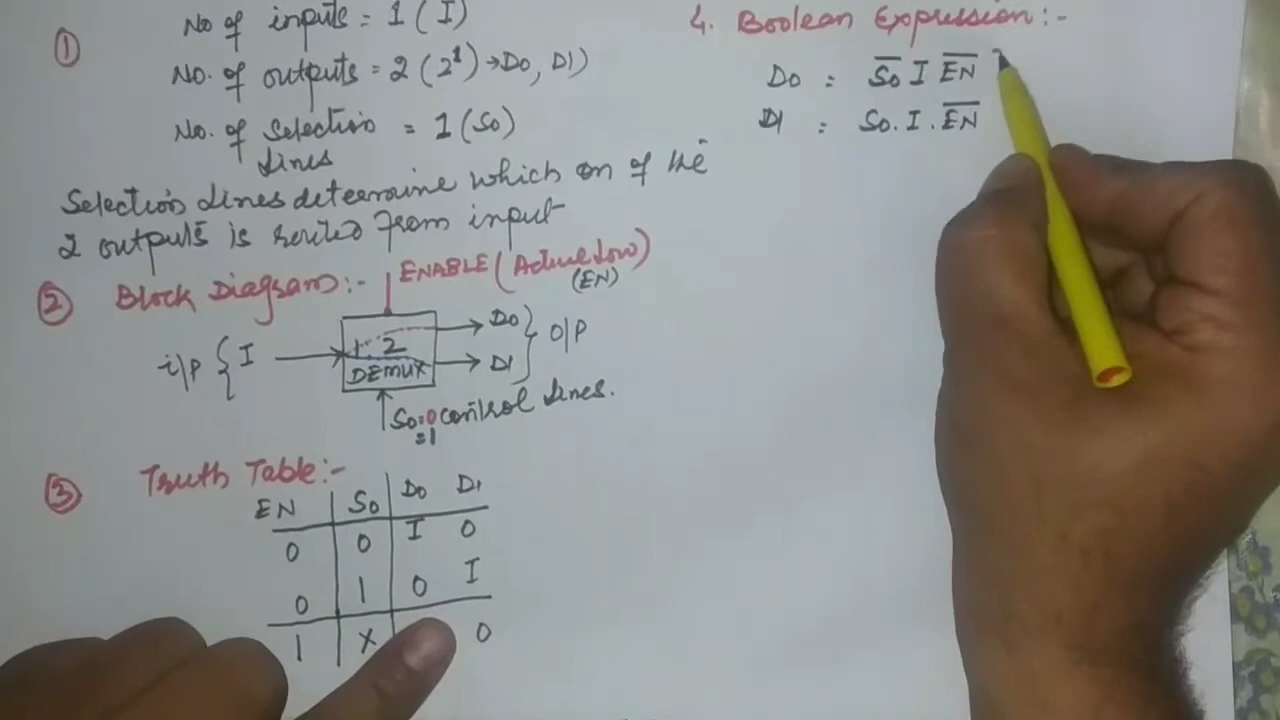 ① No of inputs = 1 ( I )
No. of outputs = 2 ( 2¹ ) → D0, D1)
No. of Selection = 1 (S0)
lines
Selection lines determine which on of the
2 outputs is routed from input
② Block Diagram :-
ENABLE ( Active low)
(EN)
i/p { I
1 2
DEMUX
D0
D1
} O/P
S0=0 control lines.
=1
③ Truth Table :-
EN S0 D0 D1
0 0 I 0
0 1 0 I
1 X 0
4. Boolean Expression :-
D0 = S̅0̅ I E̅N̅
D1 = S0. I . E̅N̅